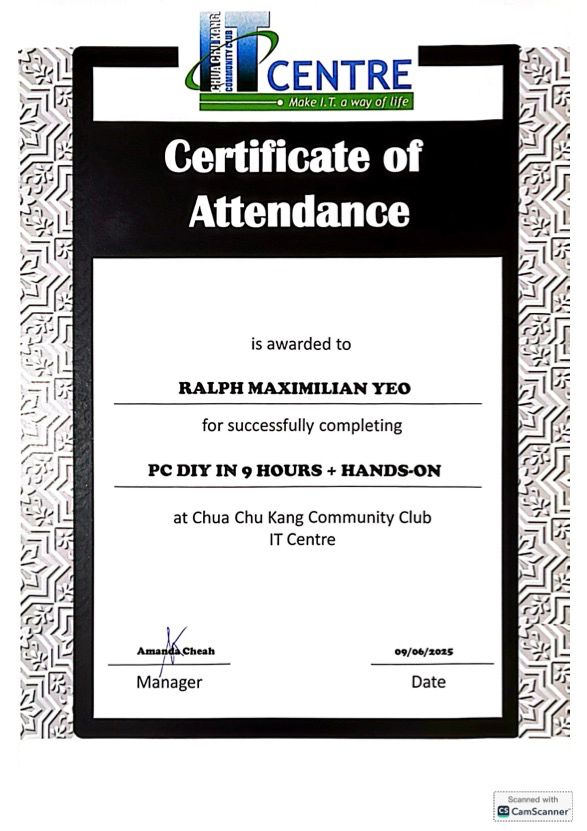 CHUA CHU KANG
COMMUNITY CLUB
IT CENTRE
Make I.T. a way of life
Certificate of
Attendance
is awarded to
RALPH MAXIMILIAN YEO
for successfully completing
PC DIY IN 9 HOURS + HANDS-ON
at Chua Chu Kang Community Club
IT Centre
Amanda Cheah
09/06/2025
Manager
Date
Scanned with
CS CamScanner